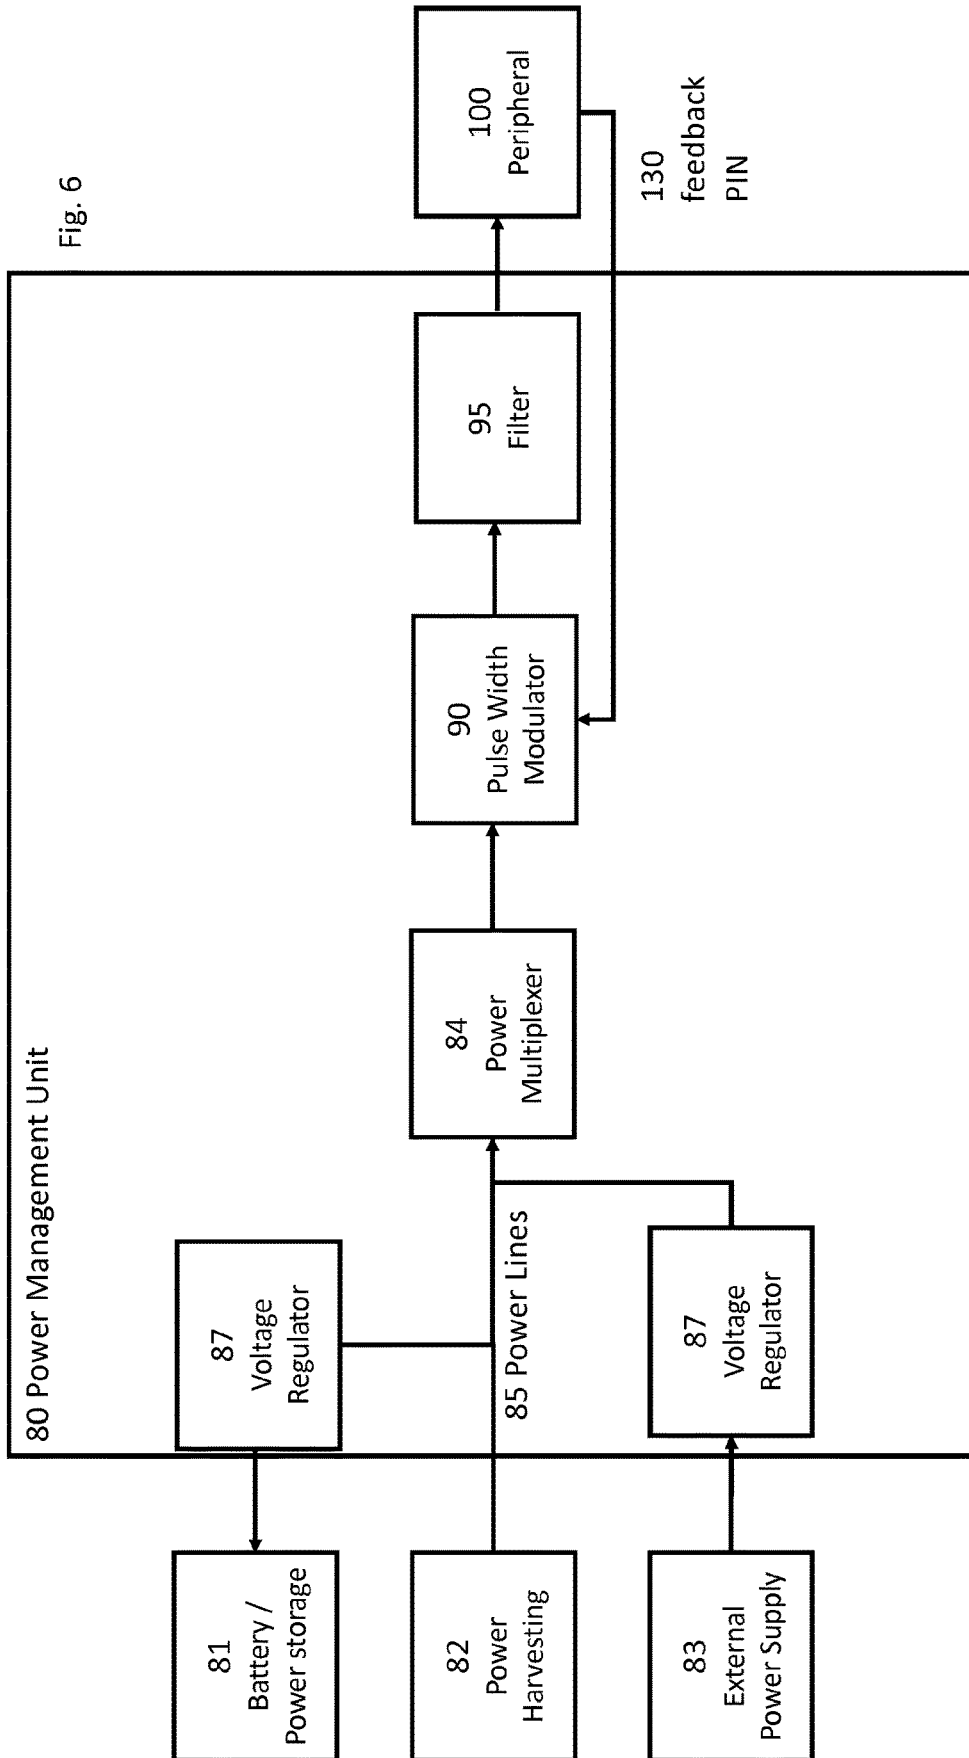 Fig. 6
80 Power Management Unit
81
Battery /
Power storage
87
Voltage
Regulator
82
Power
Harvesting
85 Power Lines
84
Power
Multiplexer
90
Pulse Width
Modulator
95
Filter
100
Peripheral
130
feedback
PIN
83
External
Power Supply
87
Voltage
Regulator